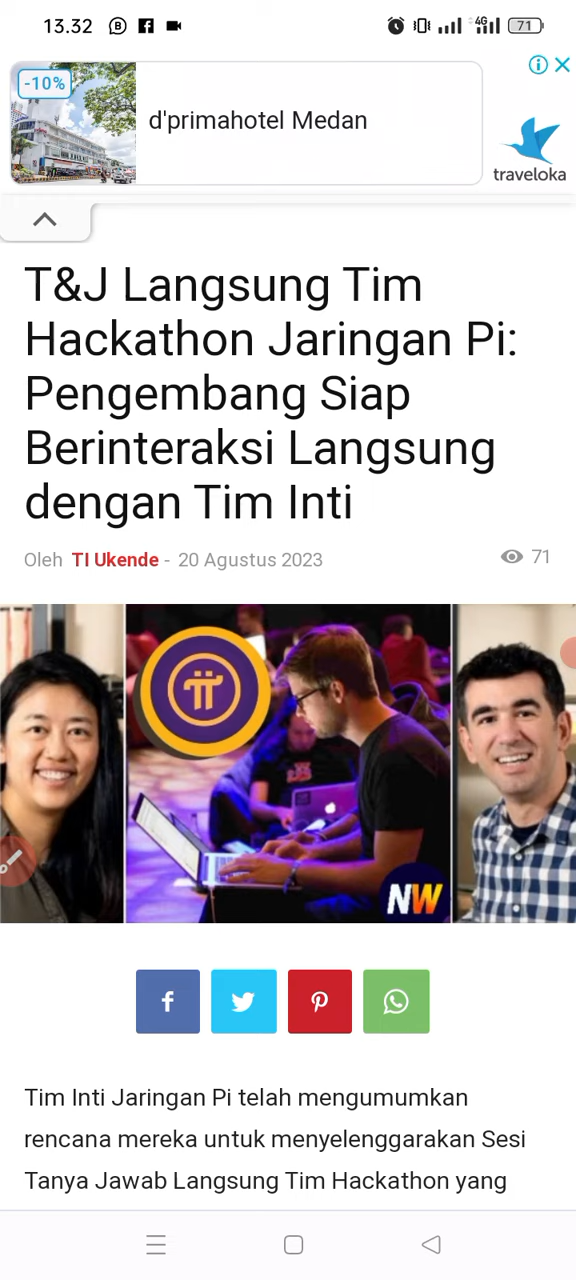 13.32
4G
71
-10%
d'primahotel Medan
traveloka
T&J Langsung Tim
Hackathon Jaringan Pi:
Pengembang Siap
Berinteraksi Langsung
dengan Tim Inti
Oleh TI Ukende - 20 Agustus 2023
71
NW
Tim Inti Jaringan Pi telah mengumumkan
rencana mereka untuk menyelenggarakan Sesi
Tanya Jawab Langsung Tim Hackathon yang